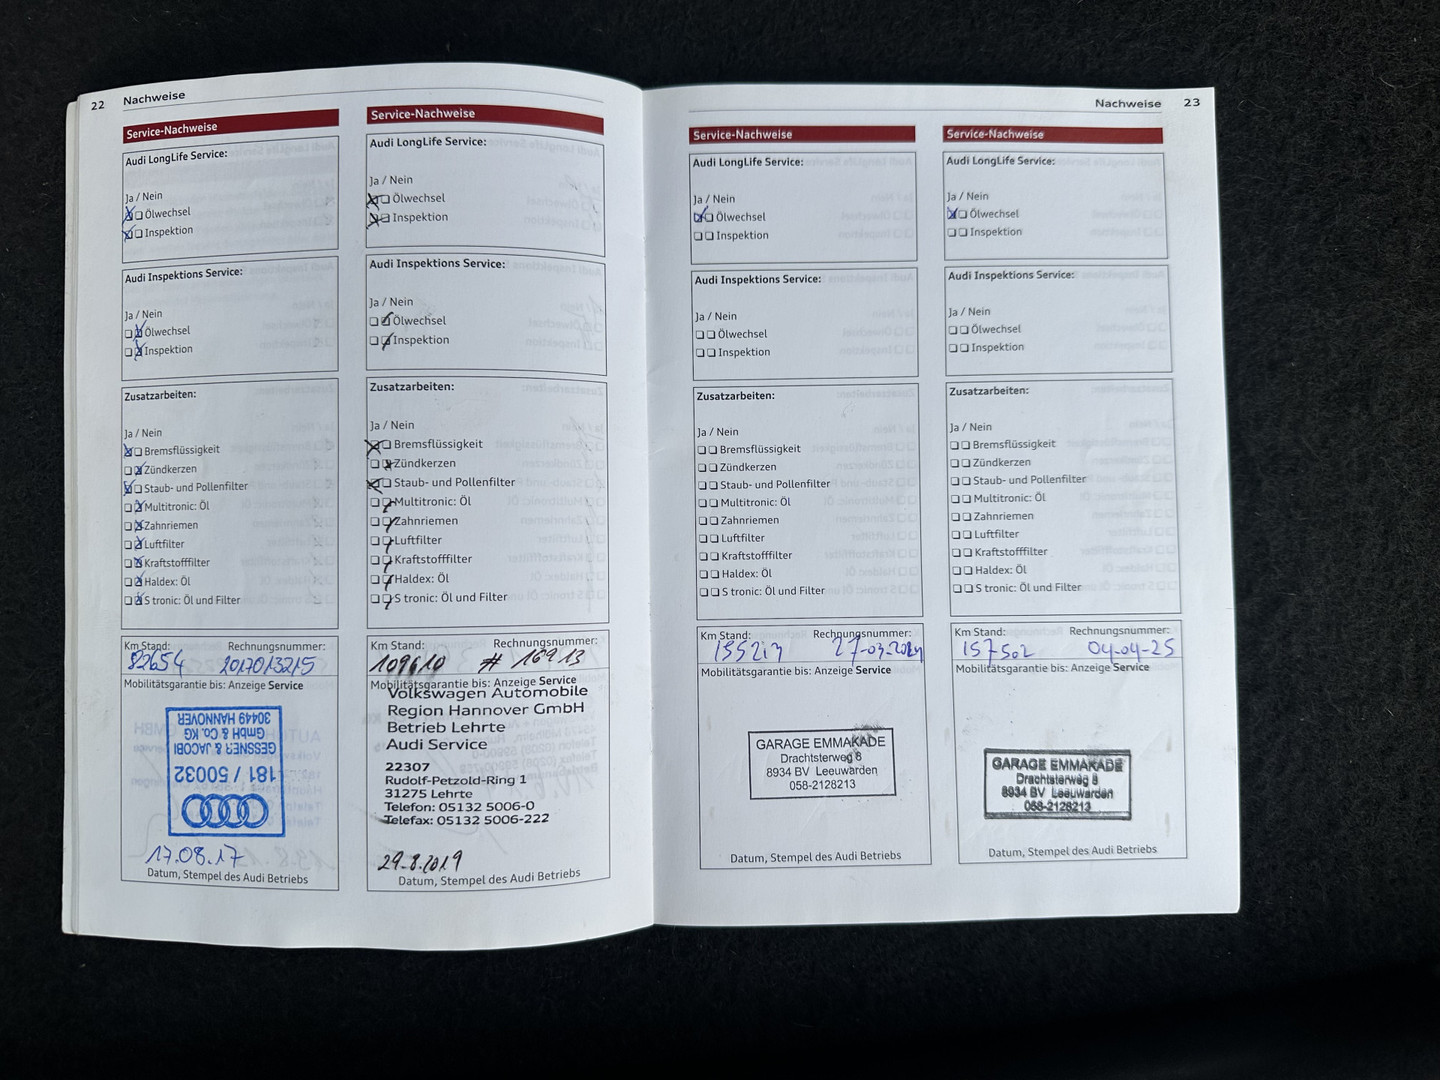 22 Nachweise
Service-Nachweise
Audi LongLife Service:
Ja / Nein
Ölwechsel
Inspektion
Audi Inspektions Service:
Ja / Nein
Ölwechsel
Inspektion
Zusatzarbeiten:
Ja / Nein
Bremsflüssigkeit
Zündkerzen
Staub- und Pollenfilter
Multitronic: Öl
Zahnriemen
Luftfilter
Kraftstofffilter
Haldex: Öl
S tronic: Öl und Filter
Km Stand: Rechnungsnummer:
82654 2017013215
Mobilitätsgarantie bis: Anzeige Service
181 / 50032
GESSNER & JACOBI
GmbH & Co. KG
30449 HANNOVER
17.08.17
Datum, Stempel des Audi Betriebs
Service-Nachweise
Audi LongLife Service:
Ja / Nein
Ölwechsel
Inspektion
Audi Inspektions Service:
Ja / Nein
Ölwechsel
Inspektion
Zusatzarbeiten:
Ja / Nein
Bremsflüssigkeit
Zündkerzen
Staub- und Pollenfilter
Multitronic: Öl
Zahnriemen
Luftfilter
Kraftstofffilter
Haldex: Öl
S tronic: Öl und Filter
Km Stand: Rechnungsnummer:
109610 # 16913
Mobilitätsgarantie bis: Anzeige Service
Volkswagen Automobile
Region Hannover GmbH
Betrieb Lehrte
Audi Service
22307
Rudolf-Petzold-Ring 1
31275 Lehrte
Telefon: 05132 5006-0
Telefax: 05132 5006-222
29.8.2019
Datum, Stempel des Audi Betriebs
Nachweise 23
Service-Nachweise
Audi LongLife Service:
Ja / Nein
Ölwechsel
Inspektion
Audi Inspektions Service:
Ja / Nein
Ölwechsel
Inspektion
Zusatzarbeiten:
Ja / Nein
Bremsflüssigkeit
Zündkerzen
Staub- und Pollenfilter
Multitronic: Öl
Zahnriemen
Luftfilter
Kraftstofffilter
Haldex: Öl
S tronic: Öl und Filter
Km Stand: Rechnungsnummer:
27-03-2024
Mobilitätsgarantie bis: Anzeige Service
GARAGE EMMAKADE
Drachtsterweg 8
8934 BV Leeuwarden
058-2128213
Datum, Stempel des Audi Betriebs
Service-Nachweise
Audi LongLife Service:
Ja / Nein
Ölwechsel
Inspektion
Audi Inspektions Service:
Ja / Nein
Ölwechsel
Inspektion
Zusatzarbeiten:
Ja / Nein
Bremsflüssigkeit
Zündkerzen
Staub- und Pollenfilter
Multitronic: Öl
Zahnriemen
Luftfilter
Kraftstofffilter
Haldex: Öl
S tronic: Öl und Filter
Km Stand: Rechnungsnummer:
157502 04-04-25
Mobilitätsgarantie bis: Anzeige Service
GARAGE EMMAKADE
Drachtsterweg 8
8934 BV Leeuwarden
058-2128213
Datum, Stempel des Audi Betriebs